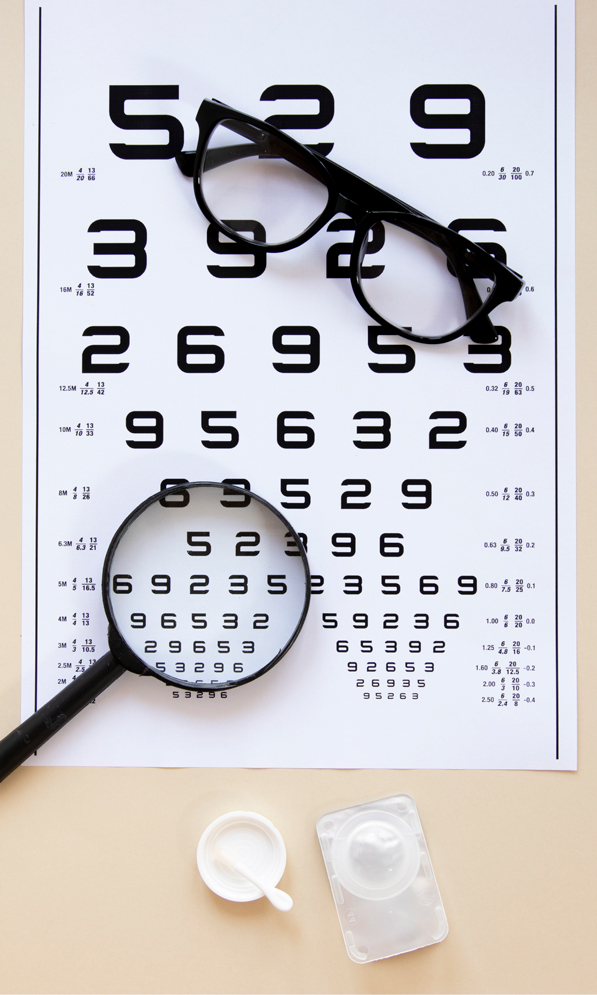 5 2 9
20M 4/20 13/66 0.20 6/30 20/100 0.7
3 9 2 6
16M 4/16 13/52 0.6
2 6 9 5 3
12.5M 4/12.5 13/42 0.32 6/19 20/63 0.5
9 5 6 3 2
10M 4/10 13/33 0.40 6/15 20/50 0.4
8M 4/8 13/26 6 9 5 2 9 0.50 6/12 20/40 0.3
6.3M 4/6.3 13/21 5 2 3 9 6 0.63 6/9.5 20/32 0.2
5M 4/5 13/16.5 6 9 2 3 5 2 3 5 6 9 0.80 6/7.5 20/25 0.1
4M 4/4 13/13 9 6 5 3 2 5 9 2 3 6 1.00 6/6 20/20 0.0
3M 4/3 13/10.5 2 9 6 5 3 6 5 3 9 2 1.25 6/4.8 20/16 -0.1
2.5M 4/2.5 5 3 2 9 6 9 2 6 5 3 1.60 6/3.8 20/12.5 -0.2
2M 2 6 9 3 5 2.00 6/3 20/10 -0.3
5 3 2 9 6 9 5 2 6 3 2.50 6/2.4 20/8 -0.4